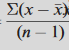 = Σ(x − x̄)
(n − 1)